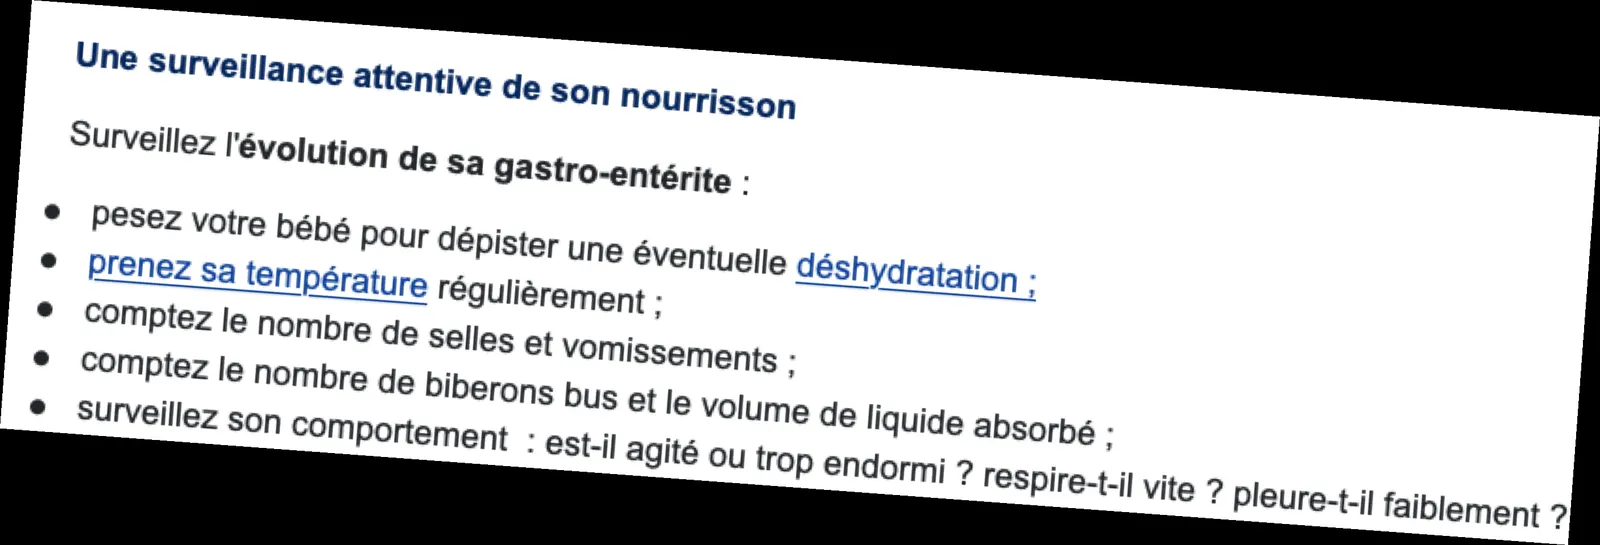 Une surveillance attentive de son nourrisson
Surveillez l'évolution de sa gastro-entérite :
● pesez votre bébé pour dépister une éventuelle déshydratation ;
● prenez sa température régulièrement ;
● comptez le nombre de selles et vomissements ;
● comptez le nombre de biberons bus et le volume de liquide absorbé ;
● surveillez son comportement  : est-il agité ou trop endormi ? respire-t-il vite ? pleure-t-il faiblement ?